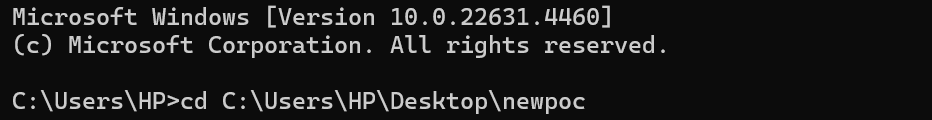 Microsoft Windows [Version 10.0.22631.4460]
(c) Microsoft Corporation. All rights reserved.
C:\Users\HP>cd C:\Users\HP\Desktop\newpoc